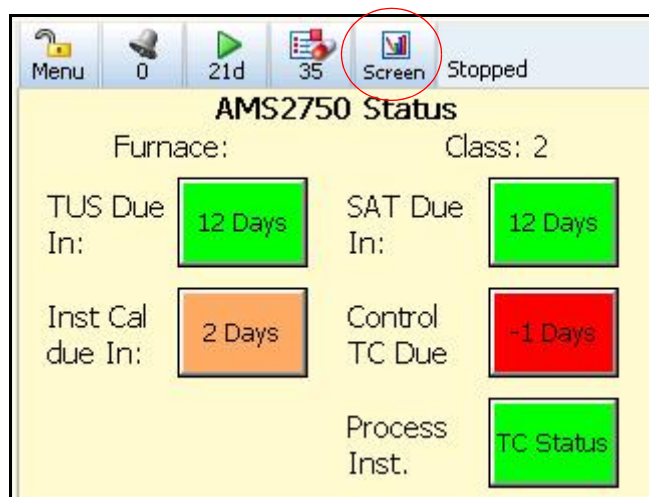 Menu 0 21d 35 Screen Stopped
AMS2750 Status
Furnace: Class: 2
TUS Due In: 12 Days SAT Due In: 12 Days
Inst Cal due In: 2 Days Control TC Due -1 Days
Process Inst. TC Status